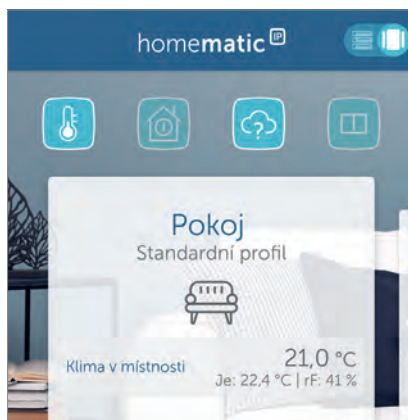 homematic IP
Pokoj
Standardní profil
Klima v místnosti
21,0 °C
Je: 22,4 °C | rF: 41 %